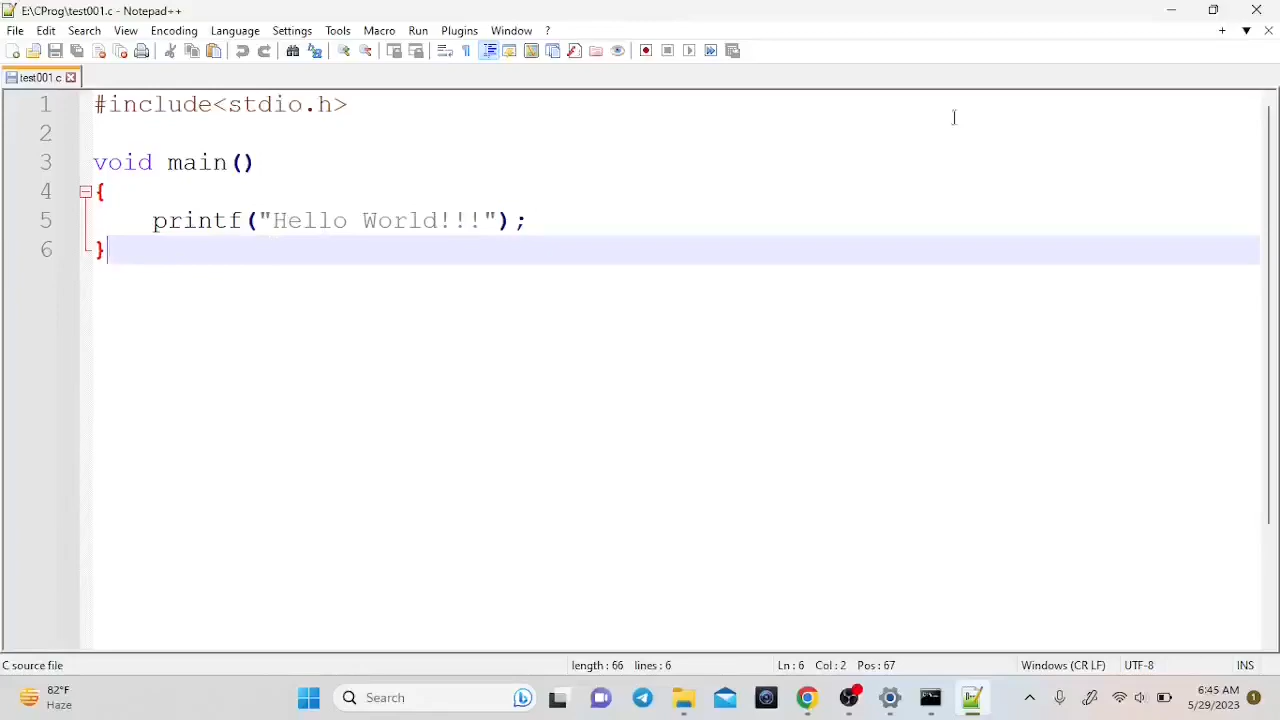 E:\CProg\test001.c - Notepad++
File Edit Search View Encoding Language Settings Tools Macro Run Plugins Window ?
test001.c
1 #include<stdio.h>
2
3 void main()
4 {
5 printf("Hello World!!!");
6 }
C source file length: 66 lines: 6 Ln: 6 Col: 2 Pos: 67 Windows (CR LF) UTF-8 INS
82°F
Haze
Search
6:45 AM
5/29/2023
1